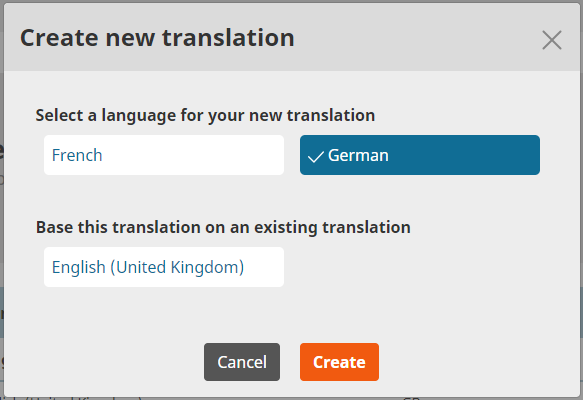 Create new translation
Select a language for your new translation
French
German
Base this translation on an existing translation
English (United Kingdom)
Cancel
Create